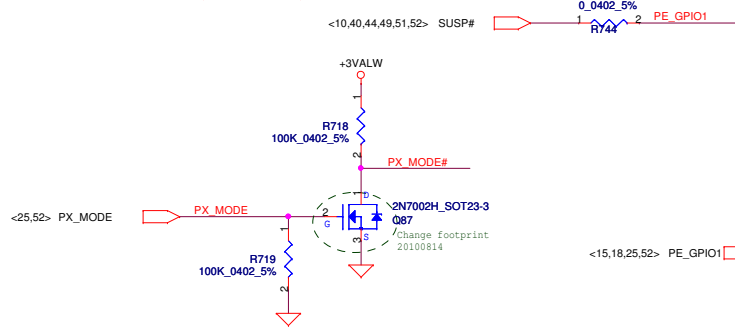 0_0402_5%
<10,40,44,49,51,52> SUSP#
1
2
PE_GPIO1
R744
+3VALW
1
R718
100K_0402_5%
2
PX_MODE#
1
D
2N7002H_SOT23-3
<25,52> PX_MODE
PX_MODE
2
G
Q87
S
3
Change footprint
20100814
1
R719
100K_0402_5%
2
<15,18,25,52> PE_GPIO1